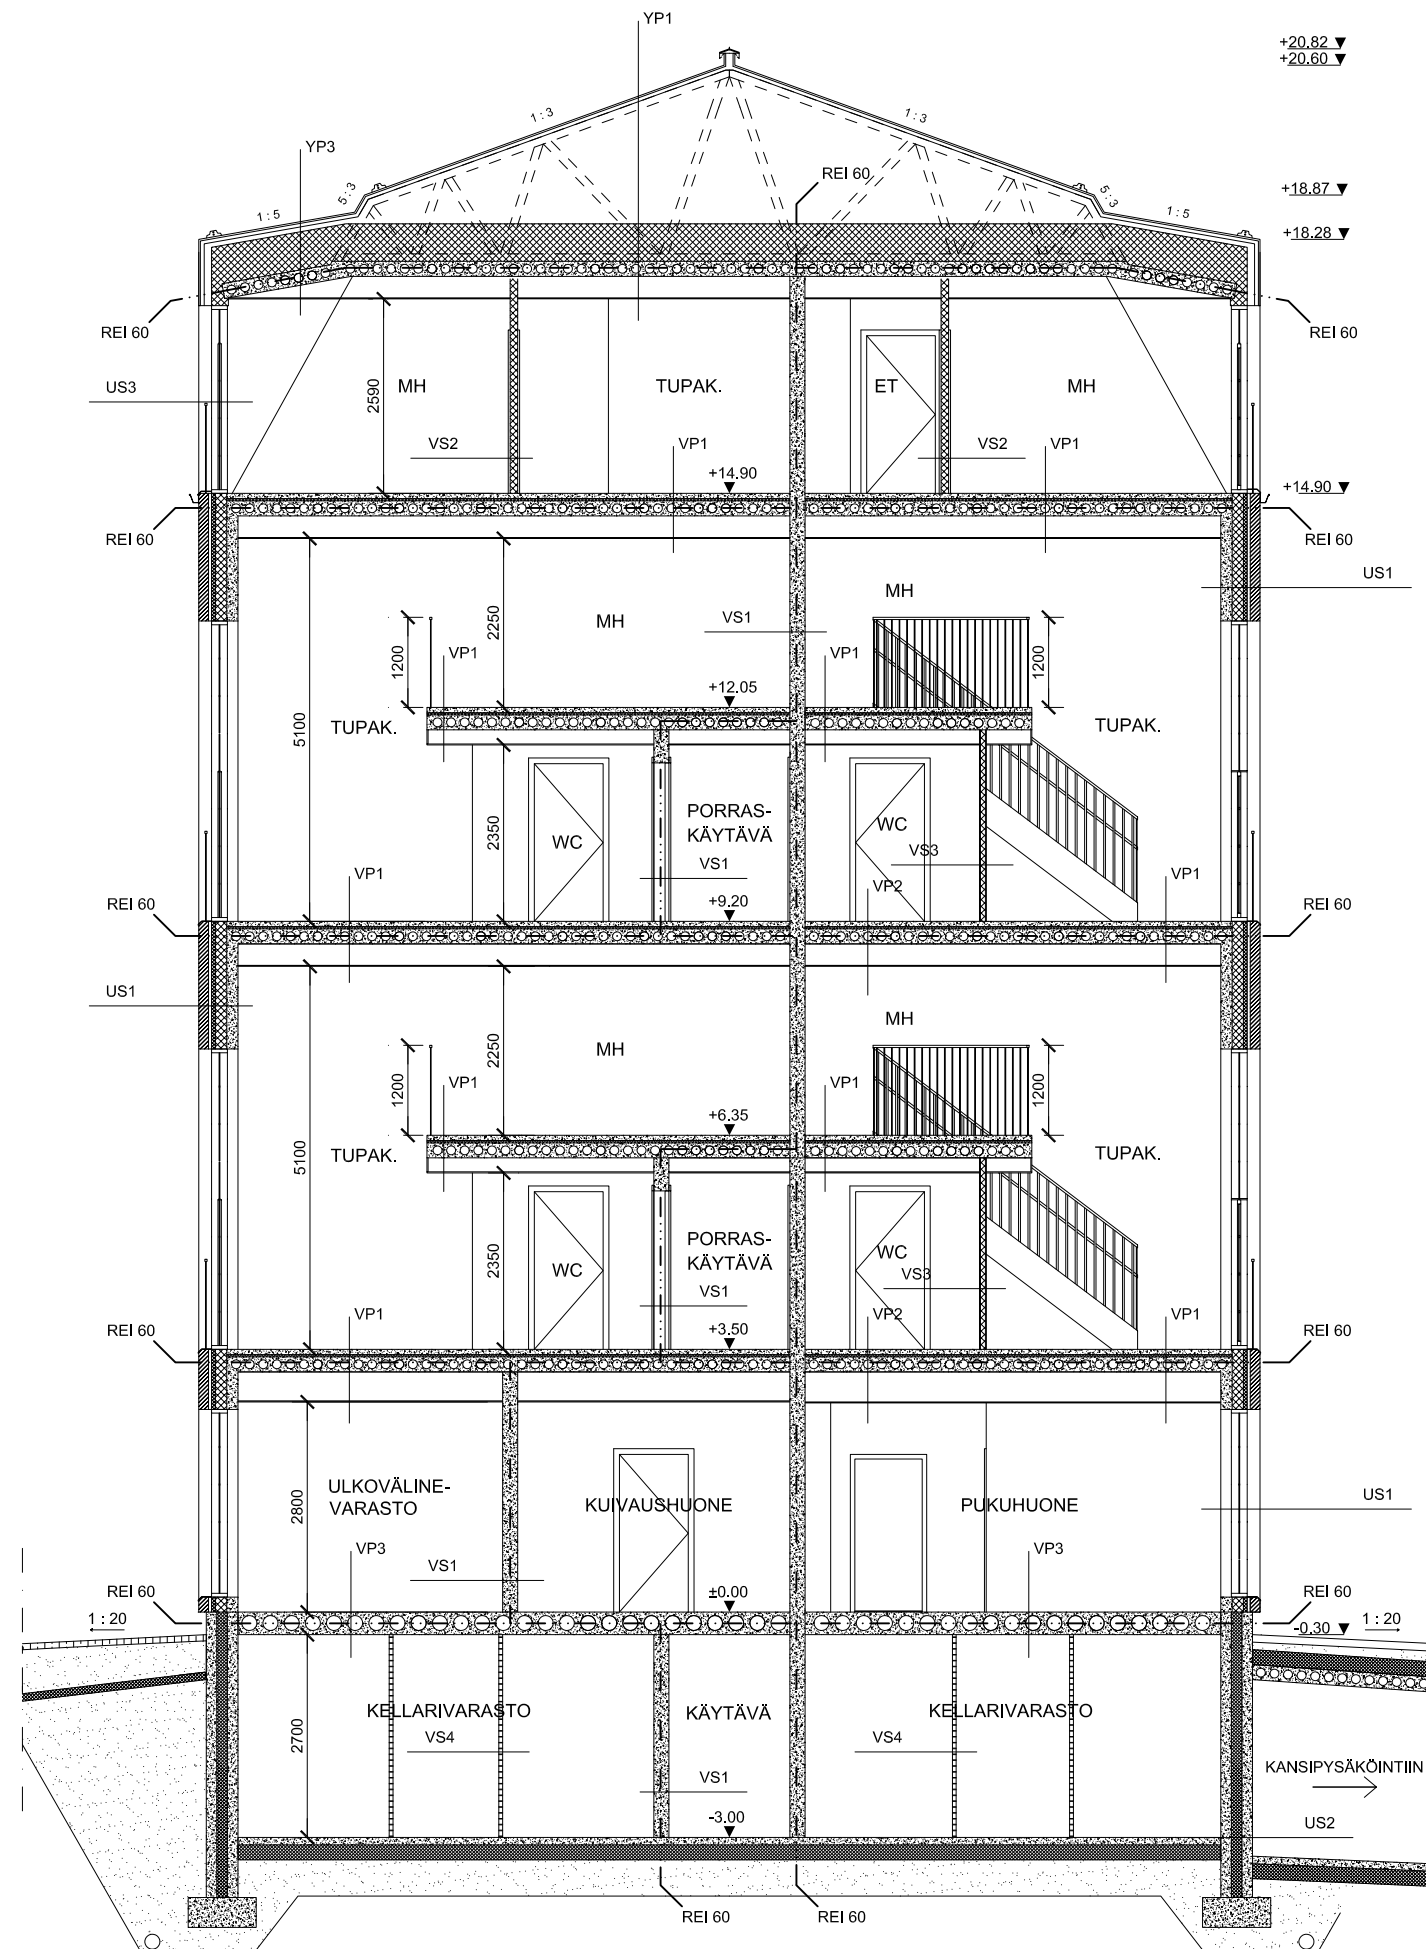 YP1
+20.82
+20.60
1 : 3
1 : 3
YP3
REI 60
5 : 3
5 : 3
+18.87
1 : 5
1 : 5
+18.28
REI 60
REI 60
US3
2590
MH
TUPAK.
ET
MH
VS2
VP1
VS2
VP1
+14.90
+14.90
REI 60
REI 60
US1
MH
MH
2250
VS1
1200
VP1
VP1
1200
+12.05
5100
TUPAK.
TUPAK.
2350
WC
PORRAS-
KÄYTÄVÄ
WC
VS1
VS3
VP1
VP2
VP1
REI 60
+9.20
REI 60
US1
MH
MH
2250
1200
VP1
VP1
1200
+6.35
5100
TUPAK.
TUPAK.
2350
WC
PORRAS-
KÄYTÄVÄ
WC
VS1
VS3
VP1
VP2
VP1
REI 60
+3.50
REI 60
ULKOVÄLINE-
VARASTO
2800
KUIVAUSHUONE
PUKUHUONE
US1
VP3
VS1
VP3
REI 60
±0.00
REI 60
1 : 20
-0.30
1 : 20
KELLARIVARASTO
KÄYTÄVÄ
KELLARIVARASTO
2700
VS4
VS4
KANSIPYSÄKÖINTIIN
VS1
-3.00
US2
REI 60
REI 60